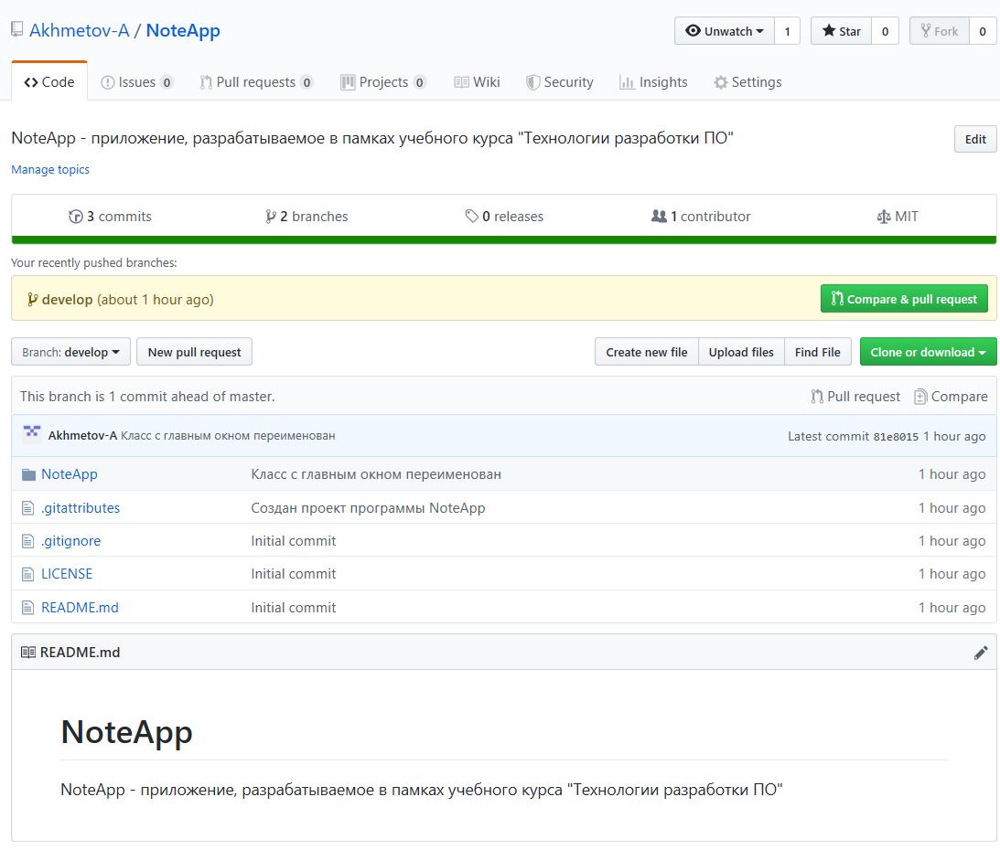 Akhmetov-A / NoteApp
Unwatch 1 Star 0 Fork 0
Code Issues 0 Pull requests 0 Projects 0 Wiki Security Insights Settings
NoteApp - приложение, разрабатываемое в памках учебного курса "Технологии разработки ПО"
Edit
Manage topics
3 commits 2 branches 0 releases 1 contributor MIT
Your recently pushed branches:
develop (about 1 hour ago) Compare & pull request
Branch: develop New pull request Create new file Upload files Find File Clone or download
This branch is 1 commit ahead of master. Pull request Compare
Akhmetov-A Класс с главным окном переименован Latest commit 81e8015 1 hour ago
NoteApp Класс с главным окном переименован 1 hour ago
.gitattributes Создан проект программы NoteApp 1 hour ago
.gitignore Initial commit 1 hour ago
LICENSE Initial commit 1 hour ago
README.md Initial commit 1 hour ago
README.md
NoteApp
NoteApp - приложение, разрабатываемое в памках учебного курса "Технологии разработки ПО"